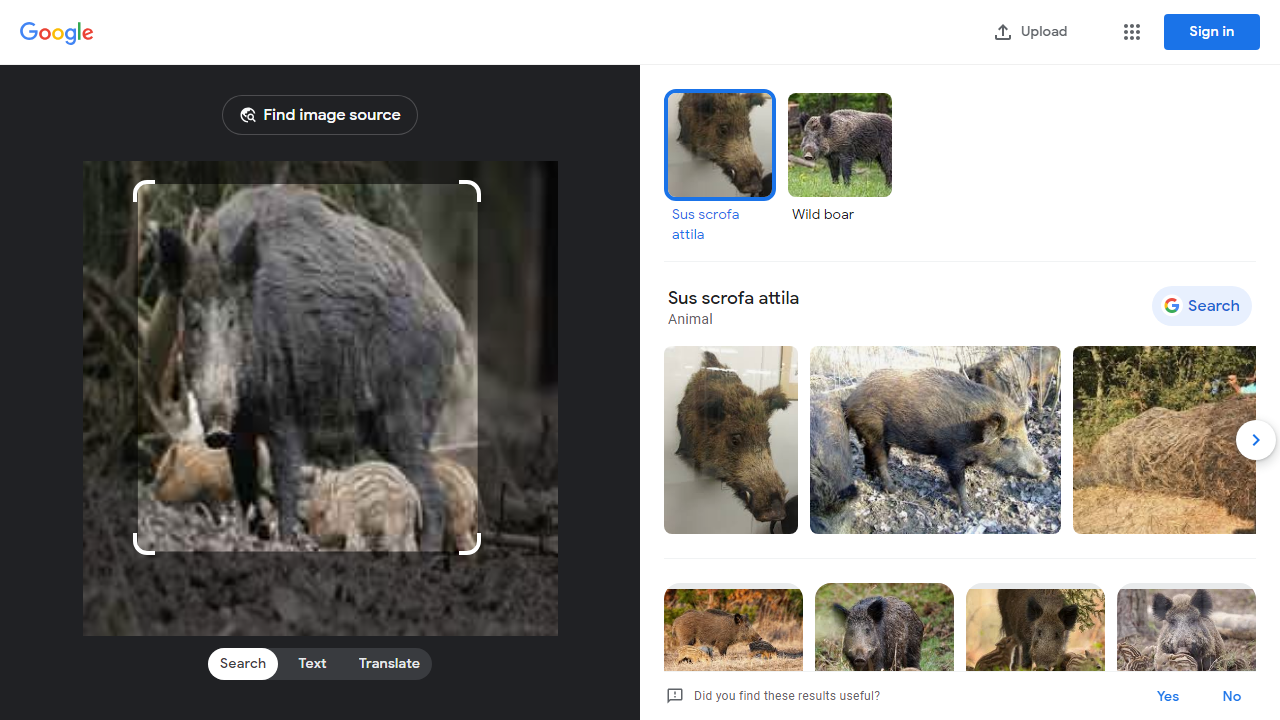 Google
Upload
Sign in
Find image source
Sus scrofa
attila
Wild boar
Sus scrofa attila
Animal
Search
Search
Text
Translate
Did you find these results useful?
Yes
No